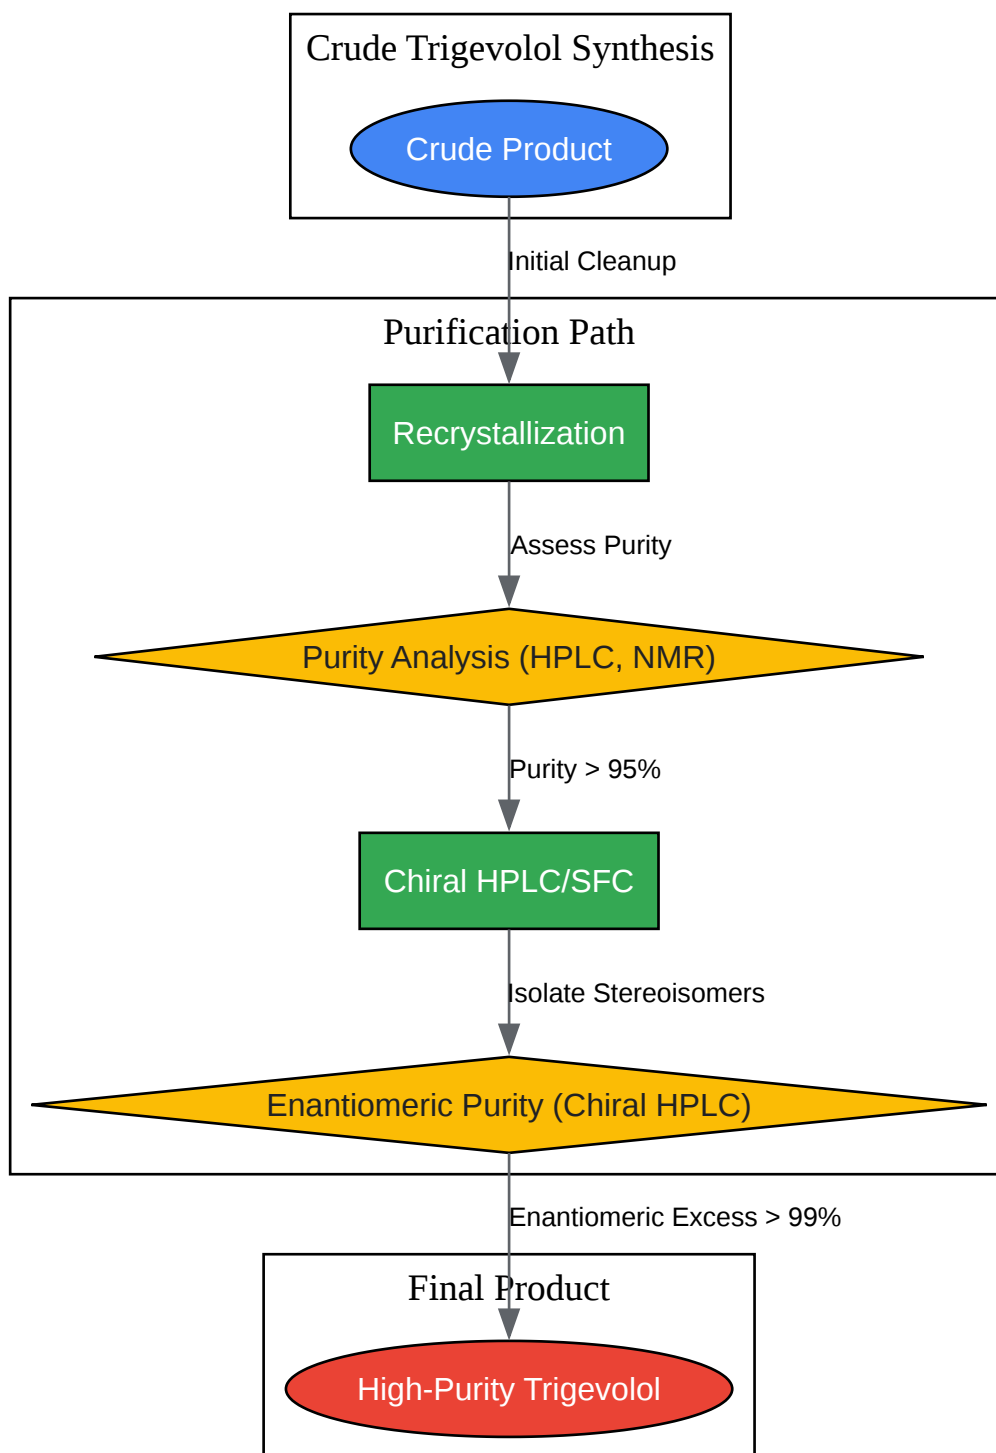 Crude Trigevolol Synthesis
Crude Product
Initial Cleanup
Purification Path
Recrystallization
Assess Purity
Purity Analysis (HPLC, NMR)
Purity > 95%
Chiral HPLC/SFC
Isolate Stereoisomers
Enantiomeric Purity (Chiral HPLC)
Enantiomeric Excess > 99%
Final Product
High-Purity Trigevolol